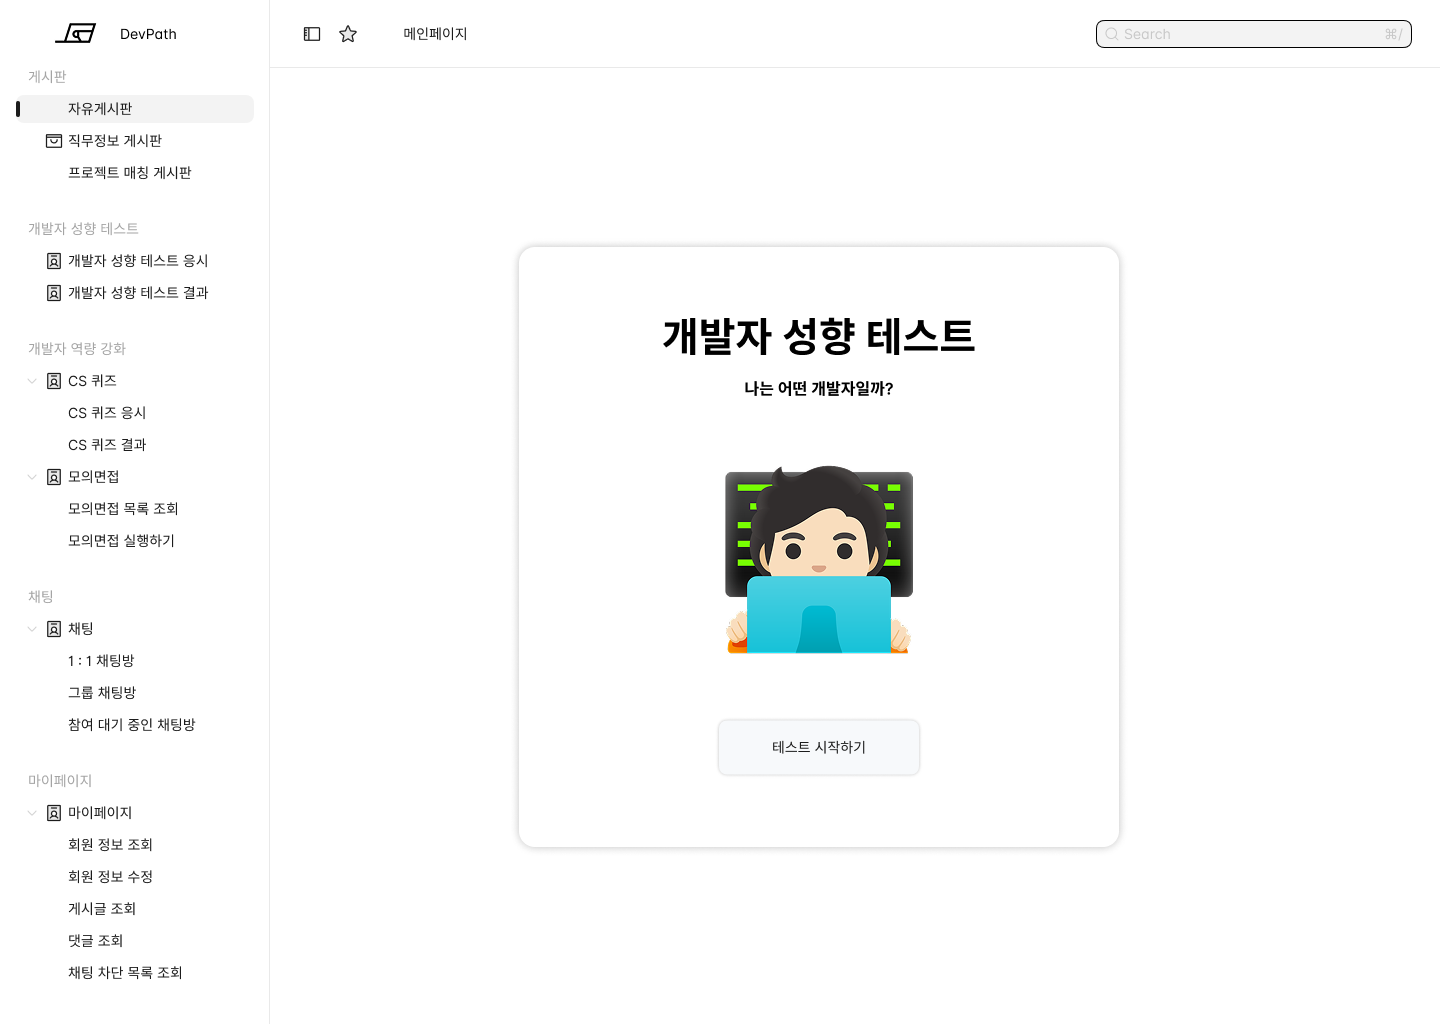 DevPath
게시판
자유게시판
직무정보 게시판
프로젝트 매칭 게시판
개발자 성향 테스트
개발자 성향 테스트 응시
개발자 성향 테스트 결과
개발자 역량 강화
CS 퀴즈
CS 퀴즈 응시
CS 퀴즈 결과
모의면접
모의면접 목록 조회
모의면접 실행하기
채팅
채팅
1 : 1 채팅방
그룹 채팅방
참여 대기 중인 채팅방
마이페이지
마이페이지
회원 정보 조회
회원 정보 수정
게시글 조회
댓글 조회
채팅 차단 목록 조회
메인페이지
Search ⌘/
개발자 성향 테스트
나는 어떤 개발자일까?
테스트 시작하기